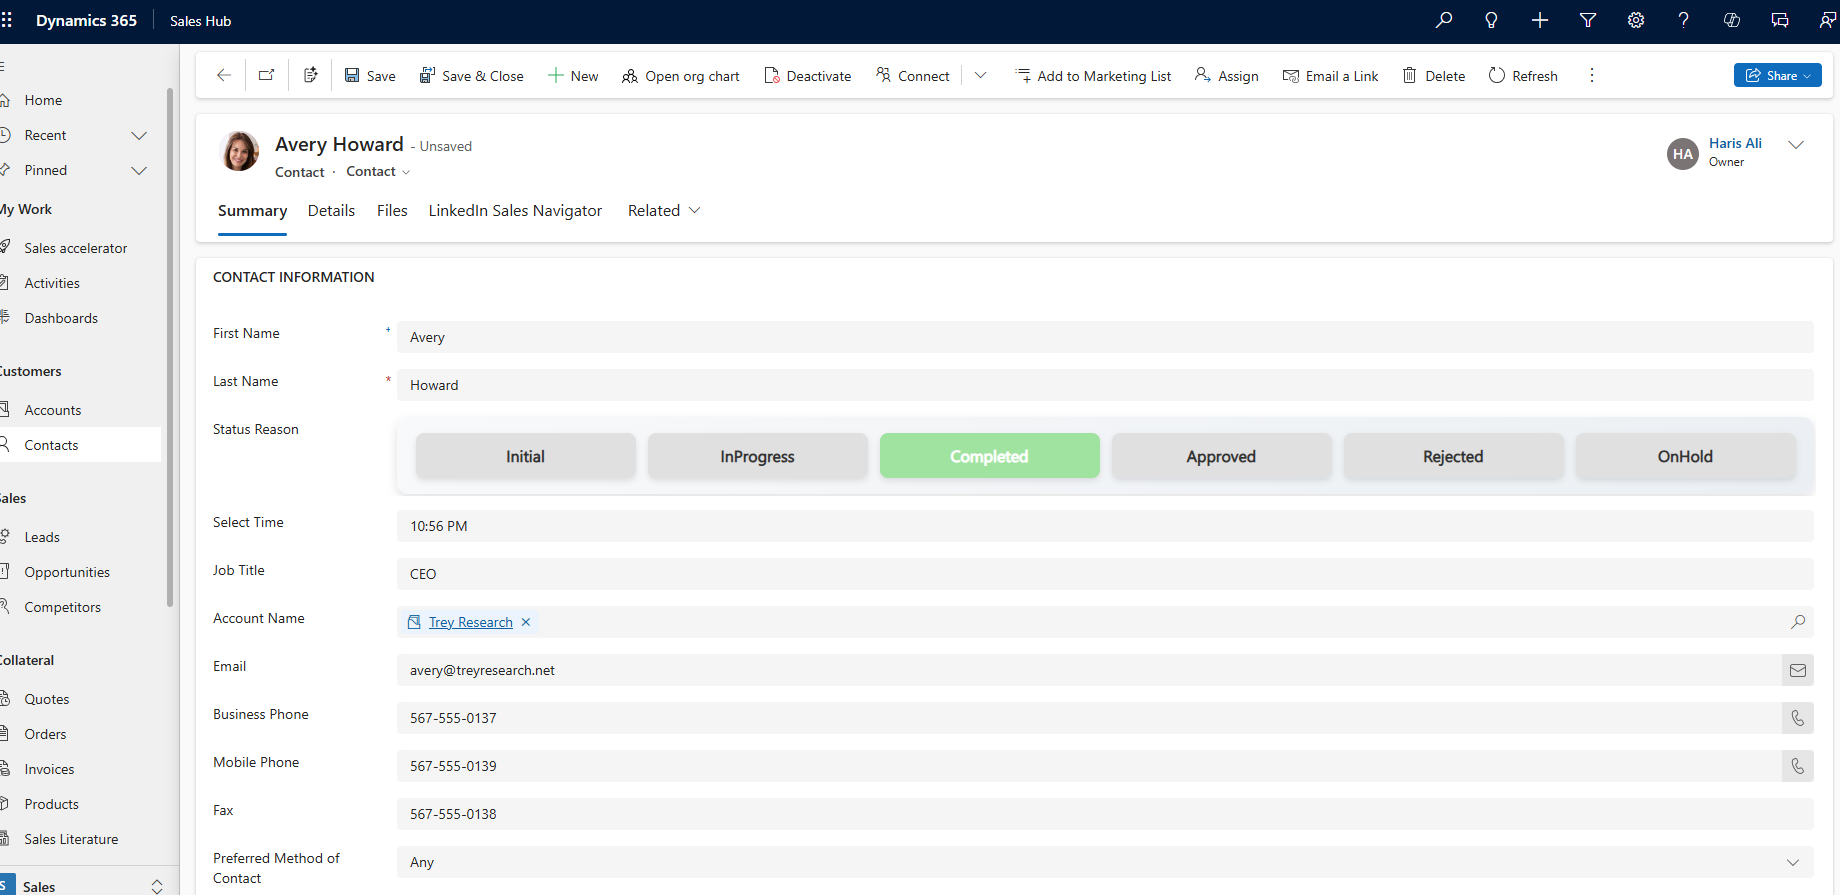 Dynamics 365 Sales Hub
Save Save & Close New Open org chart Deactivate Connect Add to Marketing List Assign Email a Link Delete Refresh Share
Home
Recent
Pinned
My Work
Sales accelerator
Activities
Dashboards
Customers
Accounts
Contacts
Sales
Leads
Opportunities
Competitors
Collateral
Quotes
Orders
Invoices
Products
Sales Literature
S Sales
Avery Howard - Unsaved
Contact · Contact
HA Haris Ali
Owner
Summary Details Files LinkedIn Sales Navigator Related
CONTACT INFORMATION
First Name + Avery
Last Name * Howard
Status Reason
Initial InProgress Completed Approved Rejected OnHold
Select Time 10:56 PM
Job Title CEO
Account Name Trey Research
Email avery@treyresearch.net
Business Phone 567-555-0137
Mobile Phone 567-555-0139
Fax 567-555-0138
Preferred Method of Any
Contact